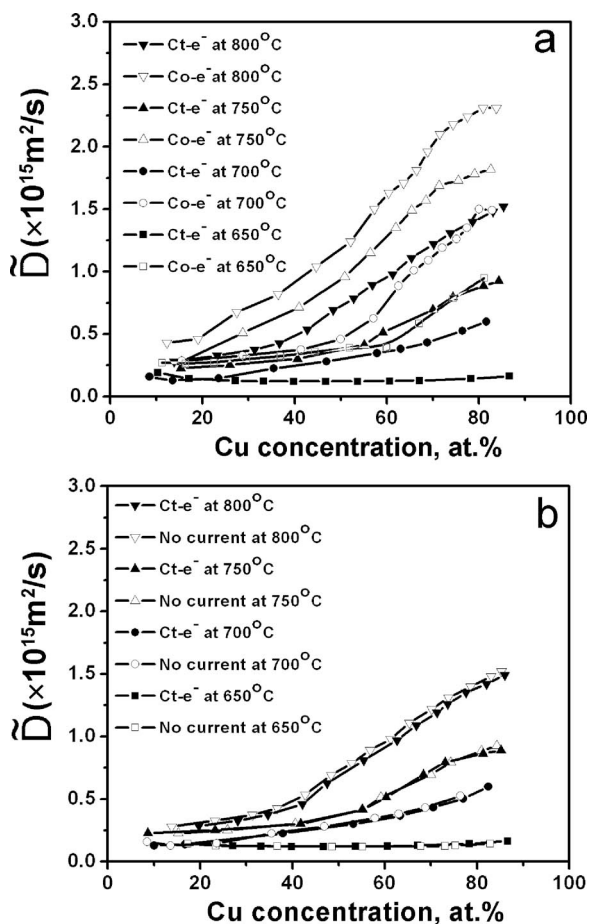 a
Ct-e⁻ at 800°C
Co-e⁻ at 800°C
Ct-e⁻ at 750°C
Co-e⁻ at 750°C
Ct-e⁻ at 700°C
Co-e⁻ at 700°C
Ct-e⁻ at 650°C
Co-e⁻ at 650°C
3.0
2.5
2.0
1.5
1.0
0.5
0.0
D̃(×10¹⁵m²/s)
0 20 40 60 80 100
Cu concentration, at.%
b
Ct-e⁻ at 800°C
No current at 800°C
Ct-e⁻ at 750°C
No current at 750°C
Ct-e⁻ at 700°C
No current at 700°C
Ct-e⁻ at 650°C
No current at 650°C
3.0
2.5
2.0
1.5
1.0
0.5
0.0
D̃(×10¹⁵m²/s)
0 20 40 60 80 100
Cu concentration, at.%